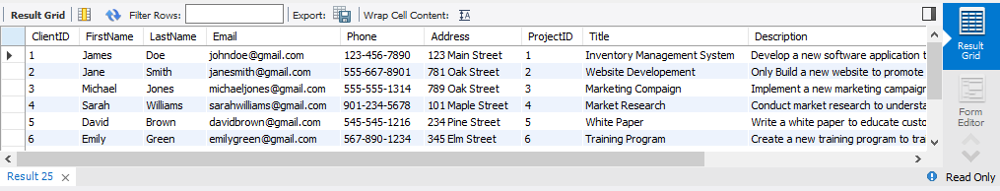 Result Grid Filter Rows: Export: Wrap Cell Content: IA
ClientID FirstName LastName Email Phone Address ProjectID Title Description
1 James Doe johndoe@gmail.com 123-456-7890 123 Main Street 1 Inventory Management System Develop a new software application t
2 Jane Smith janesmith@gmail.com 555-667-8901 781 Oak Street 2 Website Developement Only Build a new website to promote
3 Michael Jones michaeljones@gmail.com 555-555-1314 789 Oak Street 3 Marketing Compaign Implement a new marketing campaign
4 Sarah Williams sarahwilliams@gmail.com 901-234-5678 101 Maple Street 4 Market Research Conduct market research to understa
5 David Brown davidbrown@gmail.com 545-545-1216 234 Pine Street 5 White Paper Write a white paper to educate custo
6 Emily Green emilygreen@gmail.com 567-890-1234 345 Elm Street 6 Training Program Create a new training program to tra
Result
Grid
Form
Editor
Result 25 Read Only